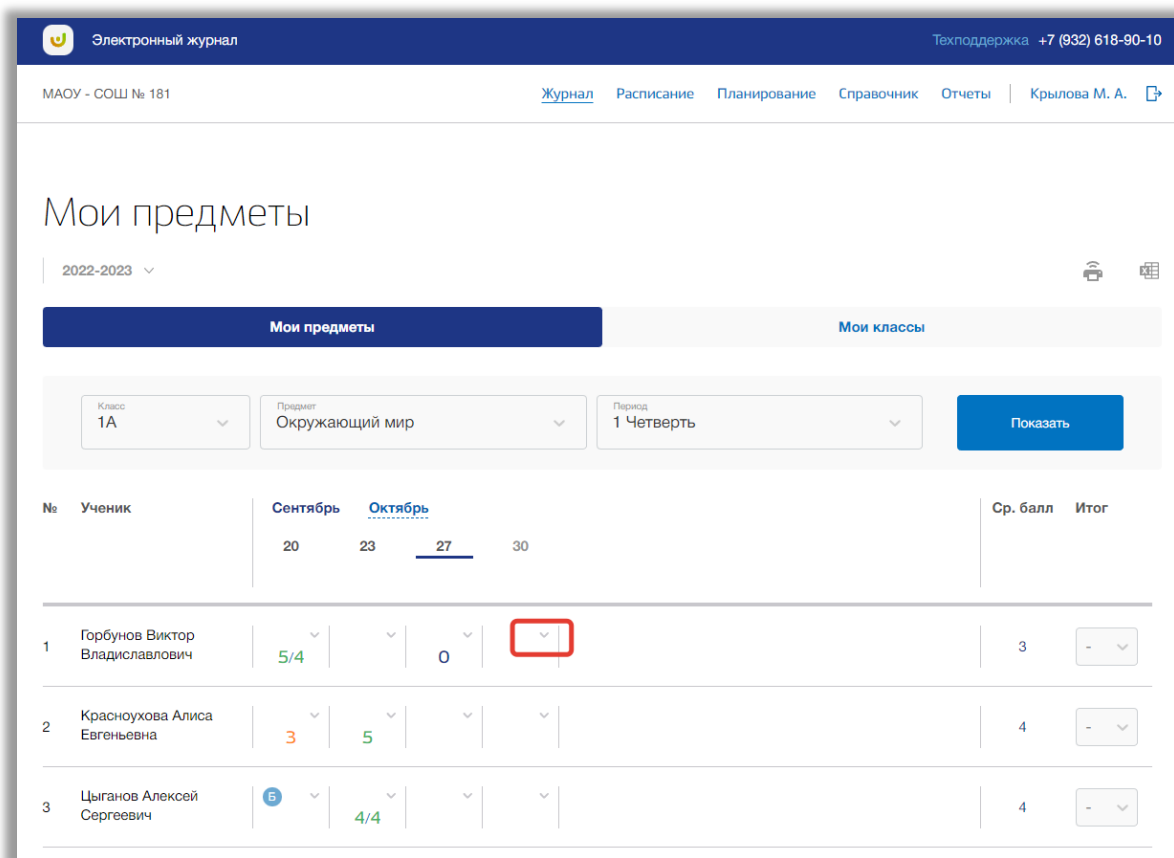 Электронный журнал Техподдержка +7 (932) 618-90-10
МАОУ - СОШ № 181 Журнал Расписание Планирование Справочник Отчеты Крылова М. А.
Мои предметы
2022-2023
Мои предметы Мои классы
Класс Предмет Период
1А Окружающий мир 1 Четверть Показать
№ Ученик Сентябрь Октябрь Ср. балл Итог
20 23 27 30
1 Горбунов Виктор Владиславович 5/4 0 3 -
2 Красноухова Алиса Евгеньевна 3 5 4 -
3 Цыганов Алексей Сергеевич Б 4/4 4 -